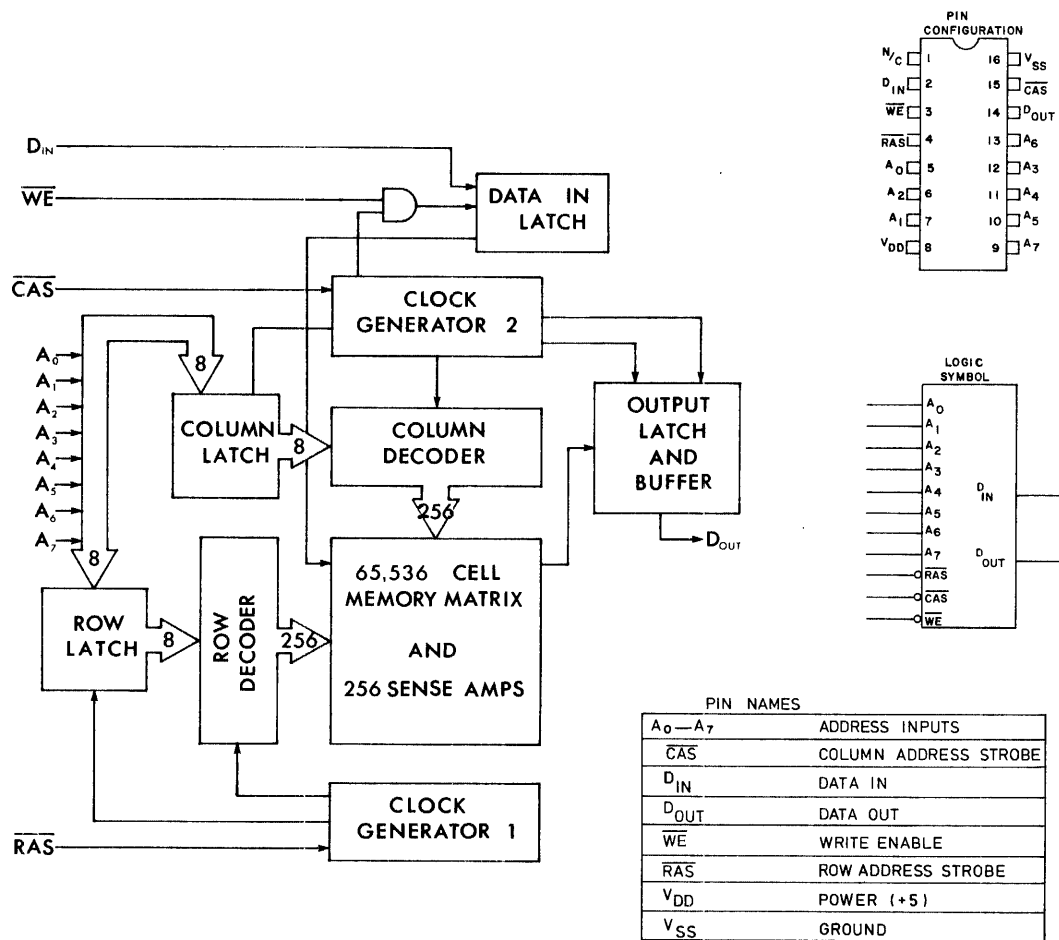 PIN
CONFIGURATION
N/C 1 16 VSS
DIN 2 15 CAS
WE 3 14 DOUT
RAS 4 13 A6
A0 5 12 A3
A2 6 11 A4
A1 7 10 A5
VDD 8 9 A7
DIN
WE
DATA IN
LATCH
CAS
CLOCK
GENERATOR 2
8
A0
A1
A2
A3
A4
A5
A6
A7
8
COLUMN
LATCH
8
COLUMN
DECODER
256
OUTPUT
LATCH
AND
BUFFER
DOUT
ROW
LATCH
8
ROW
DECODER
256
65,536 CELL
MEMORY MATRIX
AND
256 SENSE AMPS
CLOCK
GENERATOR 1
RAS
LOGIC
SYMBOL
A0
A1
A2
A3
A4
A5
A6
A7
RAS
CAS
WE
DIN
DOUT
PIN NAMES
A0—A7 ADDRESS INPUTS
CAS COLUMN ADDRESS STROBE
DIN DATA IN
DOUT DATA OUT
WE WRITE ENABLE
RAS ROW ADDRESS STROBE
VDD POWER (+5)
VSS GROUND